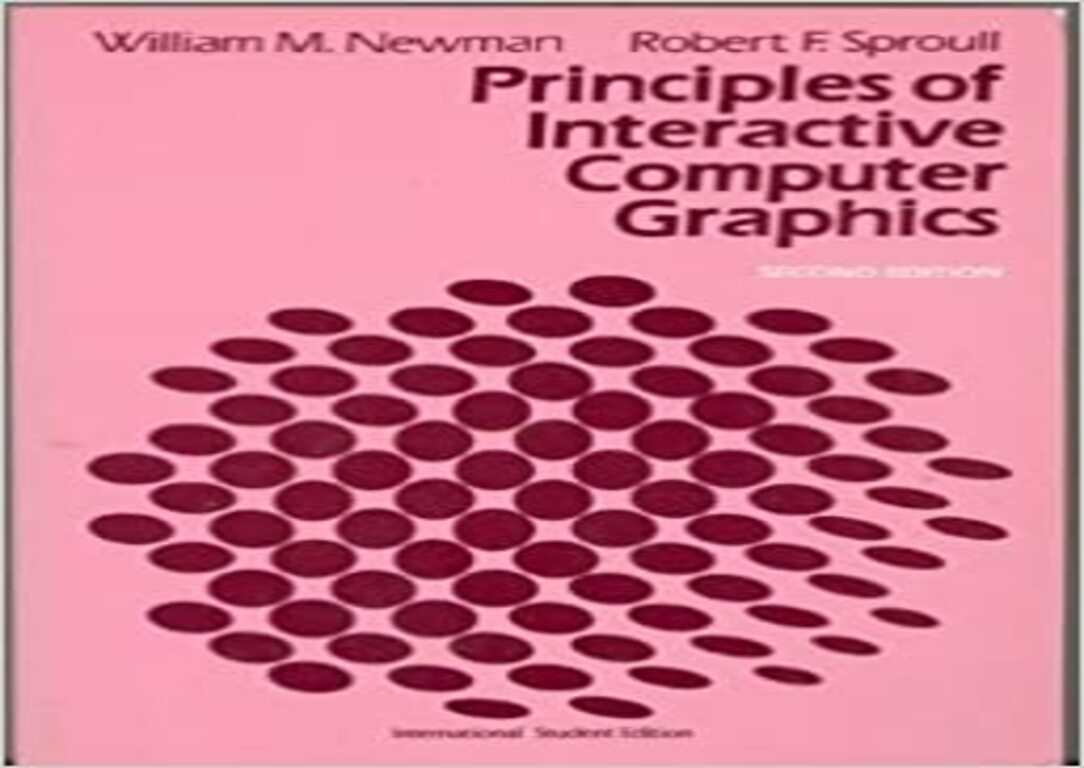 William M. Newman Robert F. Sproull
Principles of
Interactive
Computer
Graphics
SECOND EDITION
International Student Edition